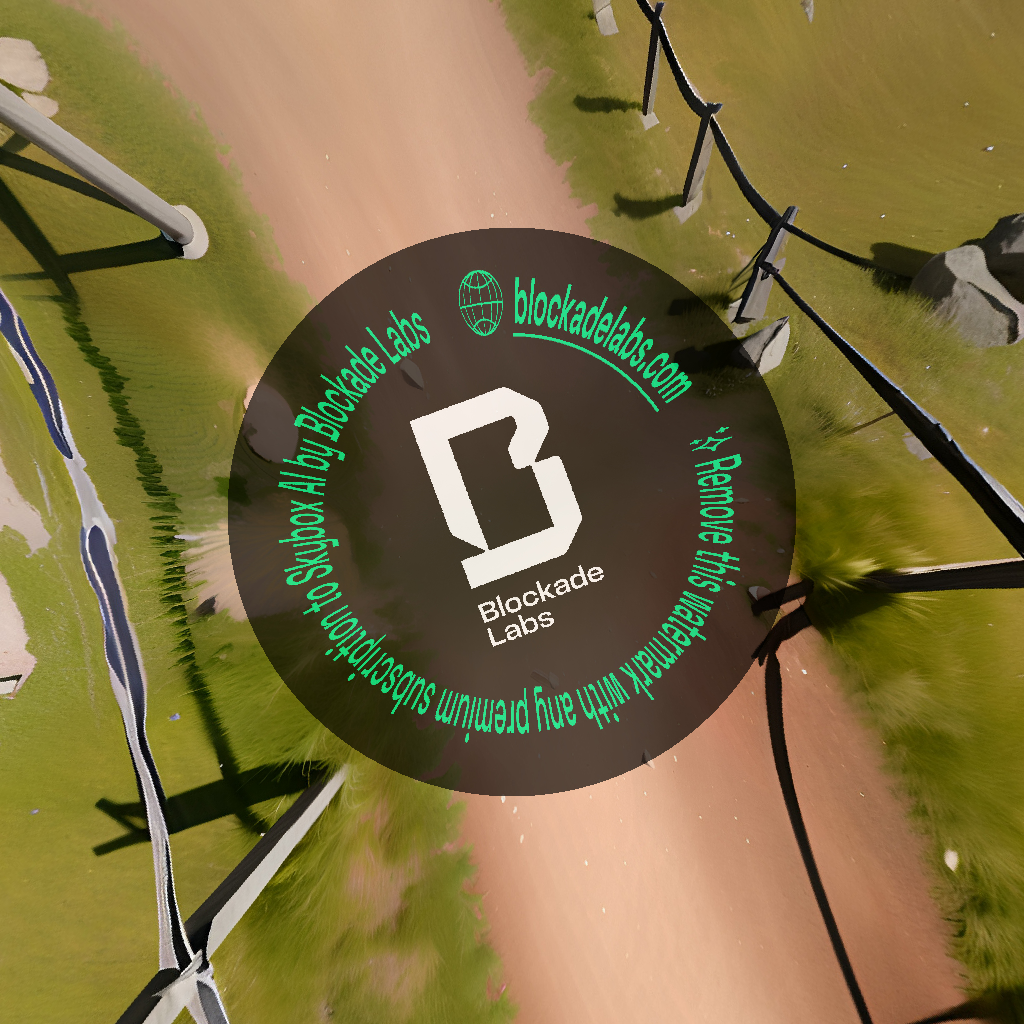 blockadelabs.com
Remove this watermark with any premium subscription to Skybox AI by Blockade Labs
Blockade
Labs